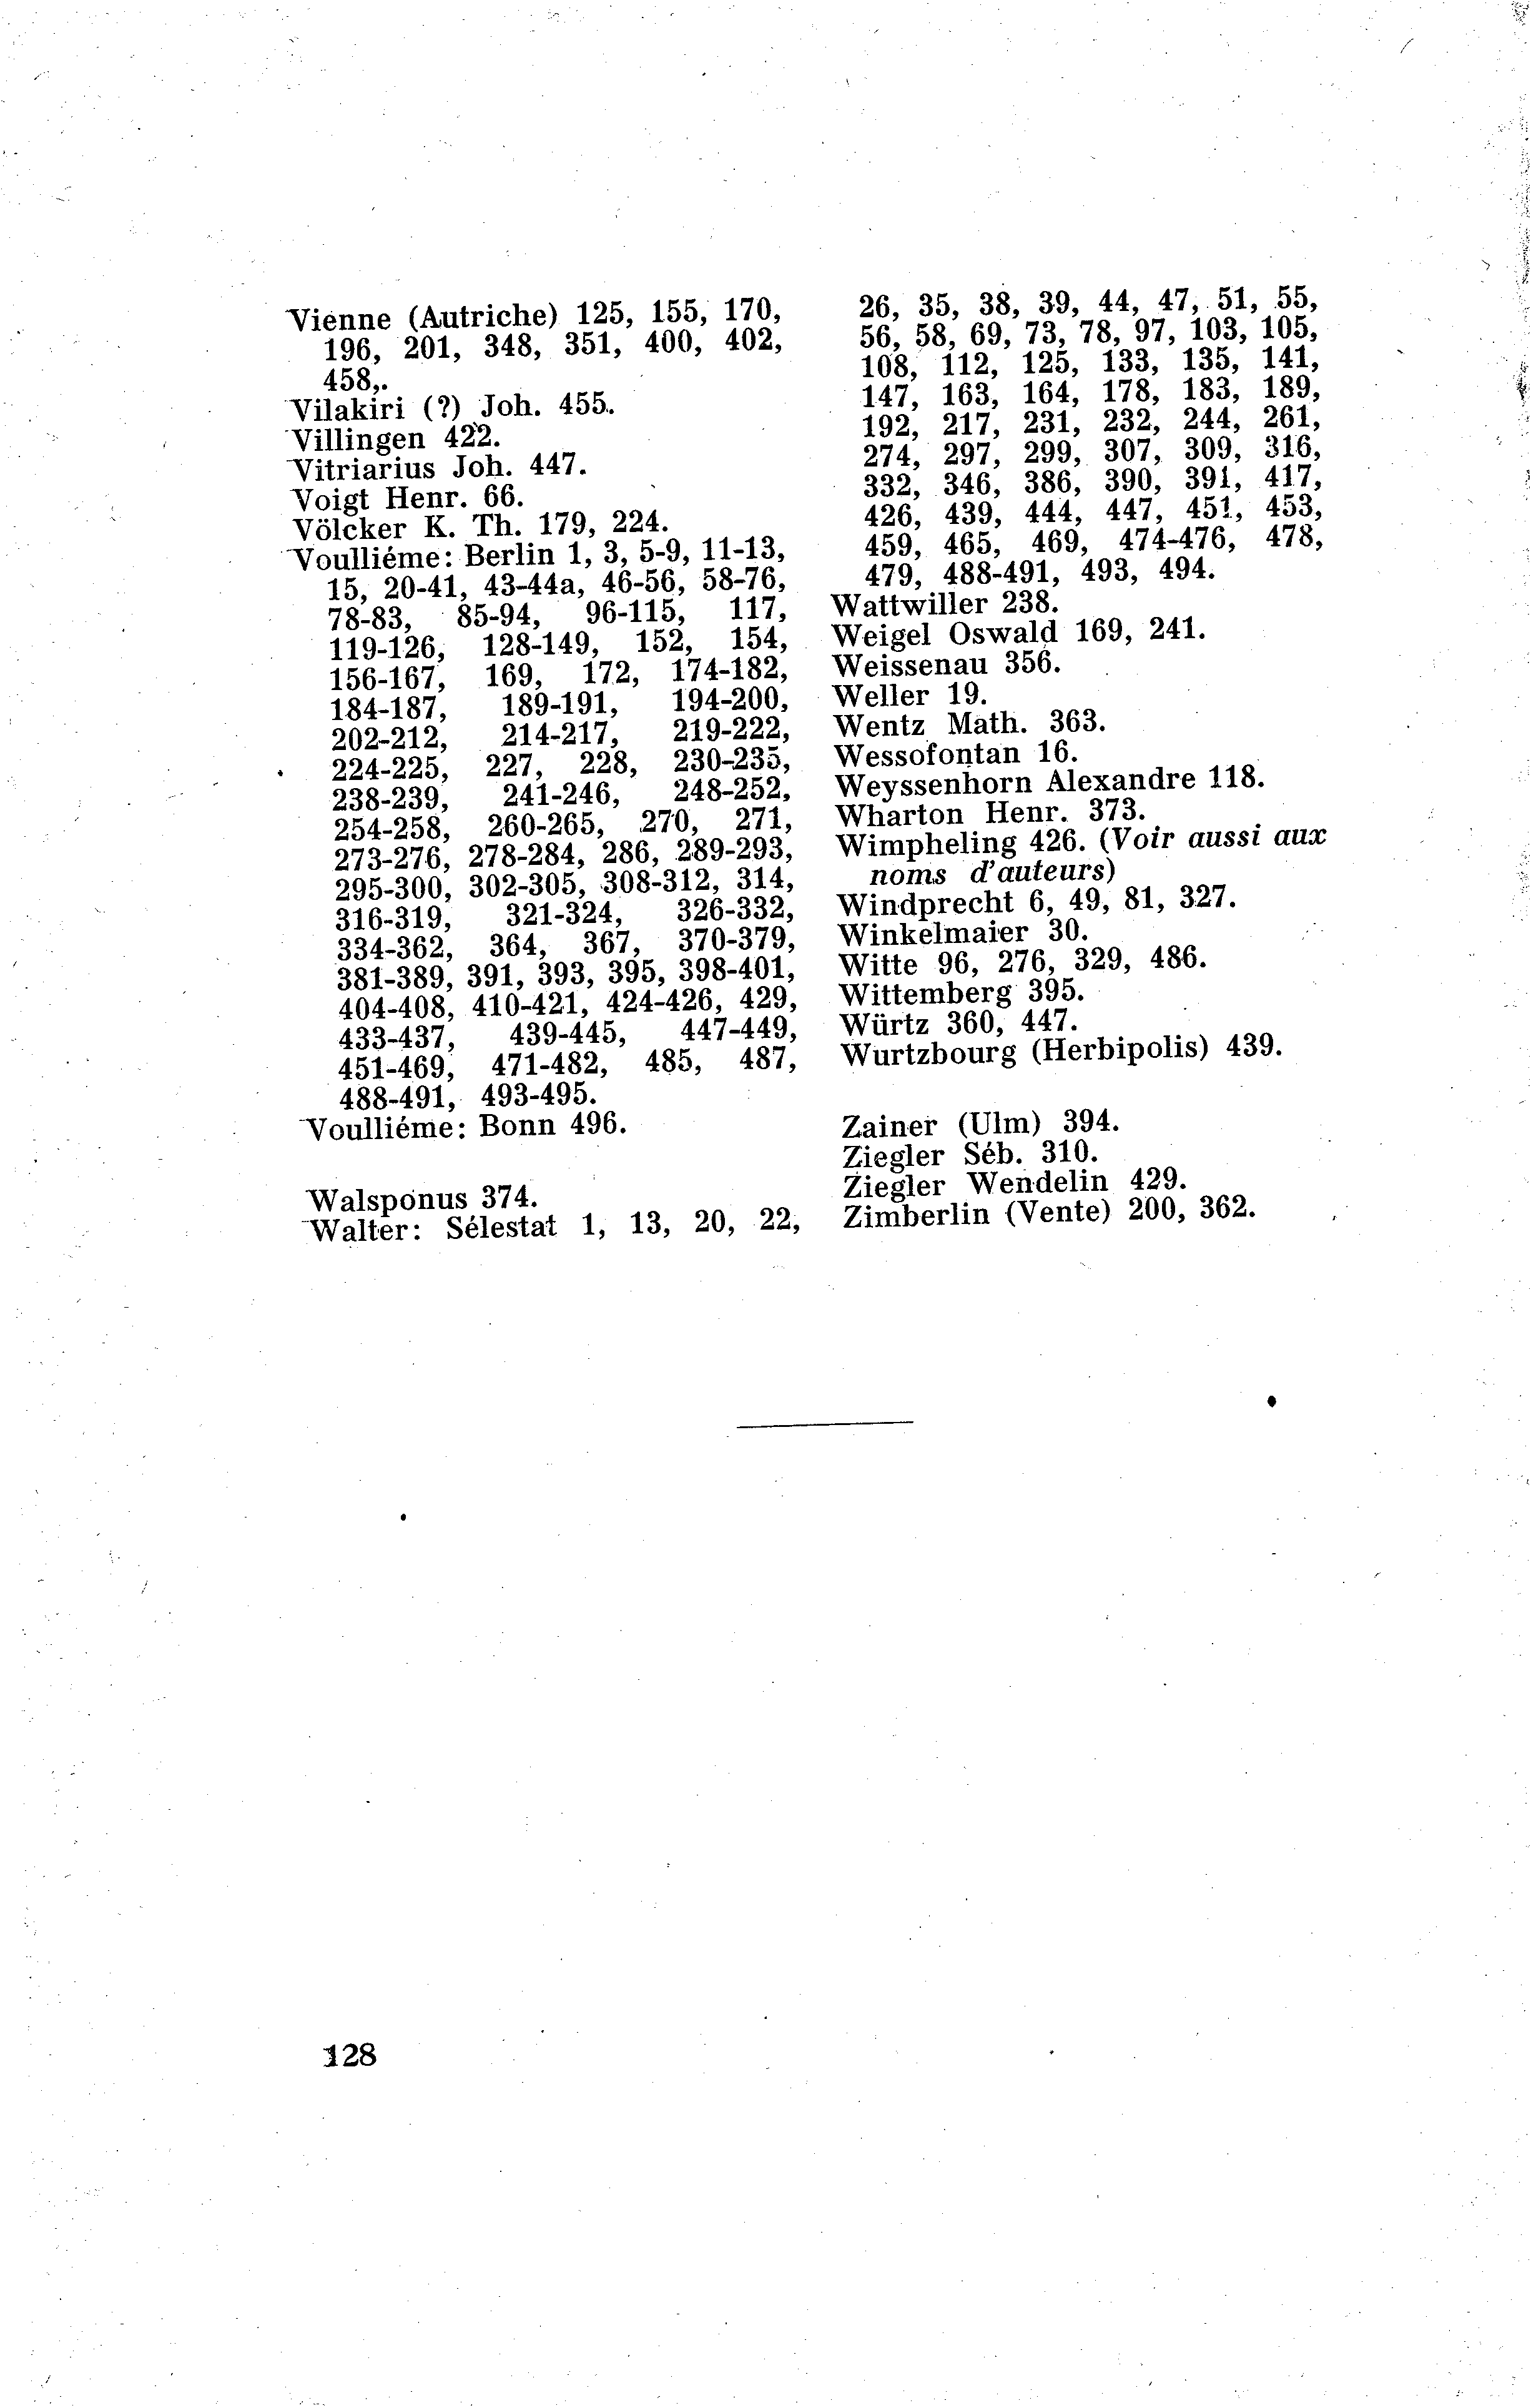 Vienne (Autriche) 125, 155, 170,
196, 201, 348, 351, 400, 402,
458,.
Vilakiri (?) Joh. 455.
Villingen 422.
Vitriarius Joh. 447.
Voigt Henr. 66.
Völcker K. Th. 179, 224.
Voulliéme: Berlin 1, 3, 5-9, 11-13,
15, 20-41, 43-44a, 46-56, 58-76,
78-83, 85-94, 96-115, 117,
119-126, 128-149, 152, 154,
156-167, 169, 172, 174-182,
184-187, 189-191, 194-200,
202-212, 214-217, 219-222,
224-225, 227, 228, 230-235,
238-239, 241-246, 248-252,
254-258, 260-265, 270, 271,
273-276, 278-284, 286, 289-293,
295-300, 302-305, 308-312, 314,
316-319, 321-324, 326-332,
334-362, 364, 367, 370-379,
381-389, 391, 393, 395, 398-401,
404-408, 410-421, 424-426, 429,
433-437, 439-445, 447-449,
451-469, 471-482, 485, 487,
488-491, 493-495.
Voulliéme: Bonn 496.
Walsponus 374.
Walter: Sélestat 1, 13, 20, 22,
26, 35, 38, 39, 44, 47, 51, 55,
56, 58, 69, 73, 78, 97, 103, 105,
108, 112, 125, 133, 135, 141,
147, 163, 164, 178, 183, 189,
192, 217, 231, 232, 244, 261,
274, 297, 299, 307, 309, 316,
332, 346, 386, 390, 391, 417,
426, 439, 444, 447, 451, 453,
459, 465, 469, 474-476, 478,
479, 488-491, 493, 494.
Wattwiller 238.
Weigel Oswald 169, 241.
Weissenau 356.
Weller 19.
Wentz Math. 363.
Wessofontan 16.
Weyssenhorn Alexandre 118.
Wharton Henr. 373.
Wimpheling 426. (Voir aussi aux
noms d'auteurs)
Windprecht 6, 49, 81, 327.
Winkelmaier 30.
Witte 96, 276, 329, 486.
Wittemberg 395.
Würtz 360, 447.
Wurtzbourg (Herbipolis) 439.
Zainer (Ulm) 394.
Ziegler Séb. 310.
Ziegler Wendelin 429.
Zimberlin (Vente) 200, 362.
128